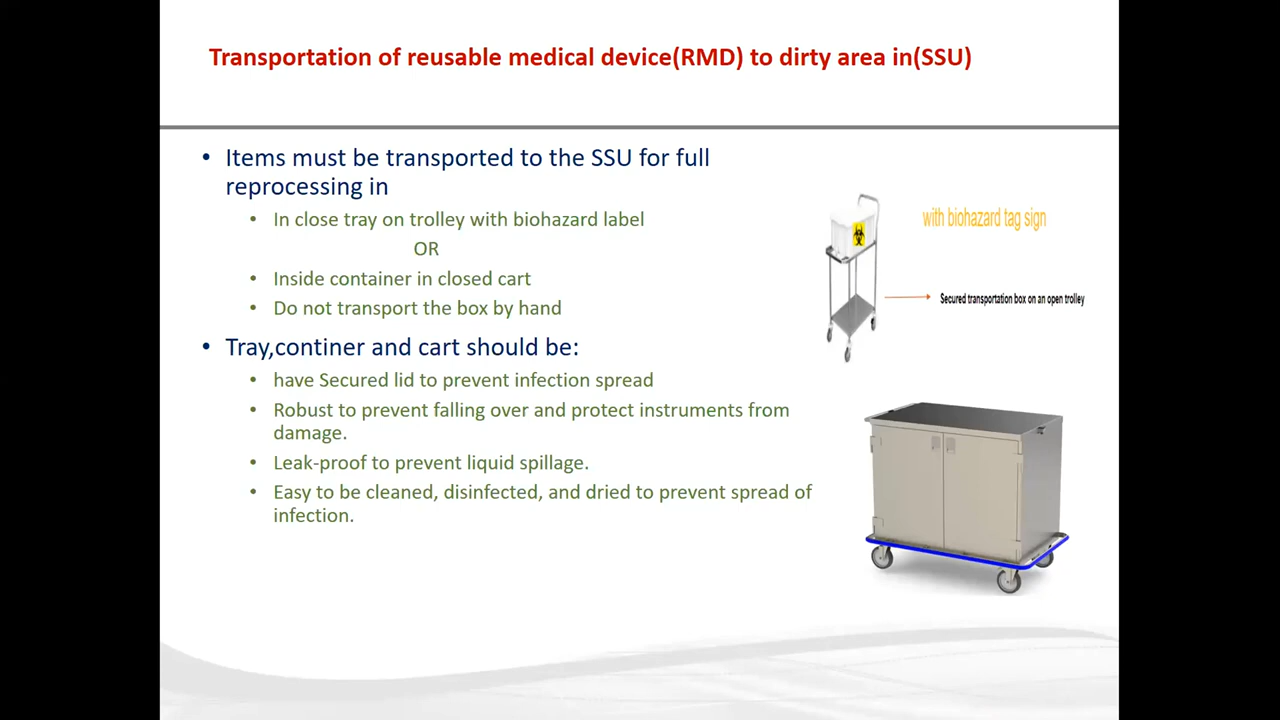 Transportation of reusable medical device(RMD) to dirty area in(SSU)
• Items must be transported to the SSU for full
reprocessing in
• In close tray on trolley with biohazard label
OR
• Inside container in closed cart
• Do not transport the box by hand
• Tray,continer and cart should be:
• have Secured lid to prevent infection spread
• Robust to prevent falling over and protect instruments from
damage.
• Leak-proof to prevent liquid spillage.
• Easy to be cleaned, disinfected, and dried to prevent spread of
infection.
with biohazard tag sign
Secured transportation box on an open trolley